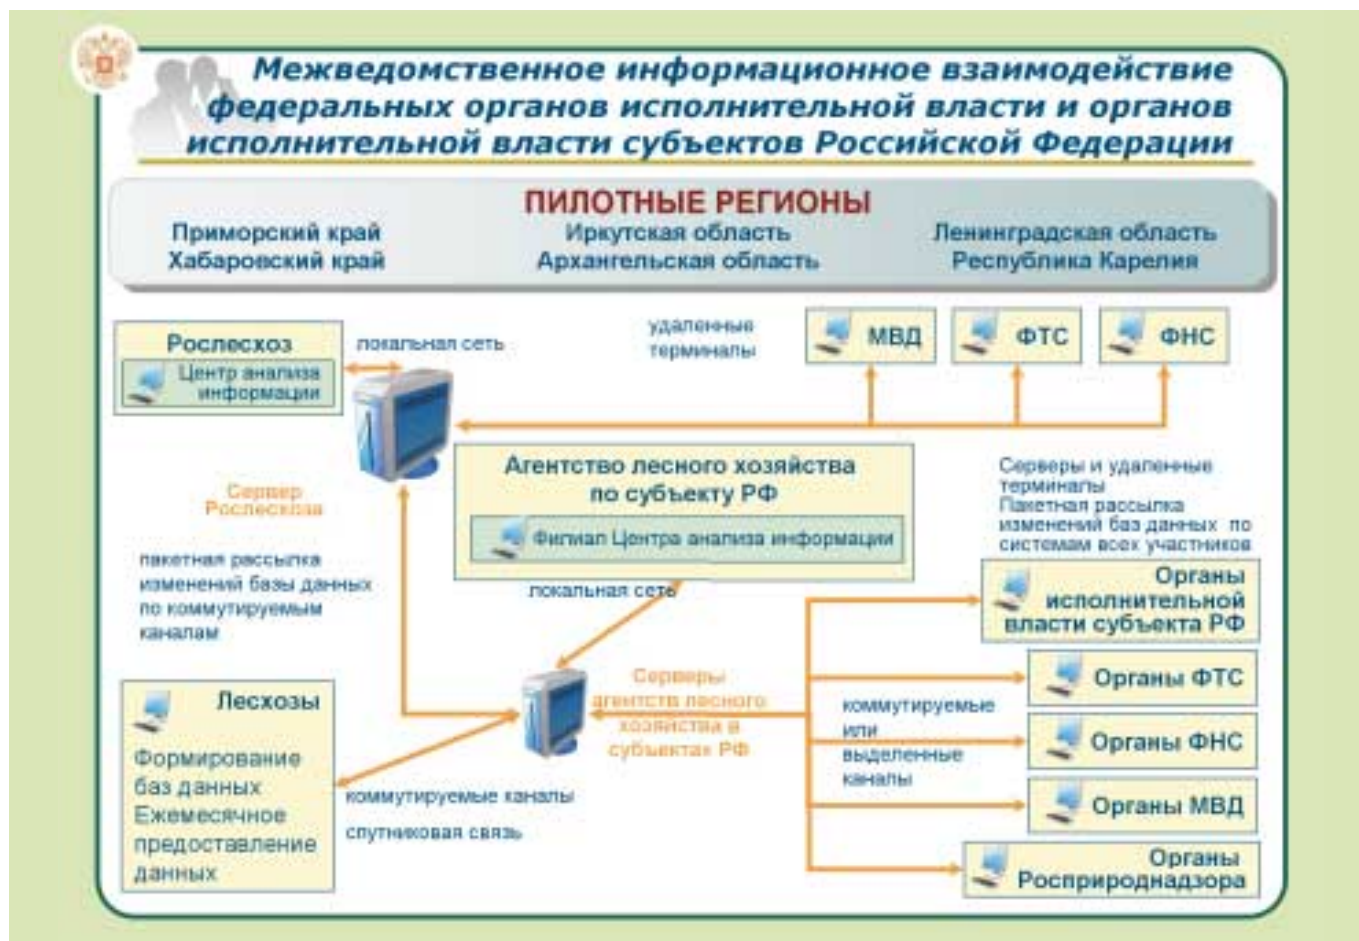 Межведомственное информационное взаимодействие
федеральных органов исполнительной власти и органов
исполнительной власти субъектов Российской Федерации
ПИЛОТНЫЕ РЕГИОНЫ
Приморский край
Хабаровский край
Иркутская область
Архангельская область
Ленинградская область
Республика Карелия
Рослесхоз
Центр анализа
информации
локальная сеть
удаленные
терминалы
МВД
ФТС
ФНС
Сервер
Рослесхоза
Агентство лесного хозяйства
по субъекту РФ
Филиал Центра анализа информации
локальная сеть
Серверы и удаленные
терминалы
Пакетная рассылка
изменений баз данных по
системам всех участников
пакетная рассылка
изменений базы данных
по коммутируемым
каналам
Органы
исполнительной
власти субъекта РФ
Серверы
агентств лесного
хозяйства в
субъектах РФ
коммутируемые
или
выделенные
каналы
Органы ФТС
Органы ФНС
Органы МВД
Органы
Росприроднадзора
Лесхозы
Формирование
баз данных
Ежемесячное
предоставление
данных
коммутируемые каналы
спутниковая связь